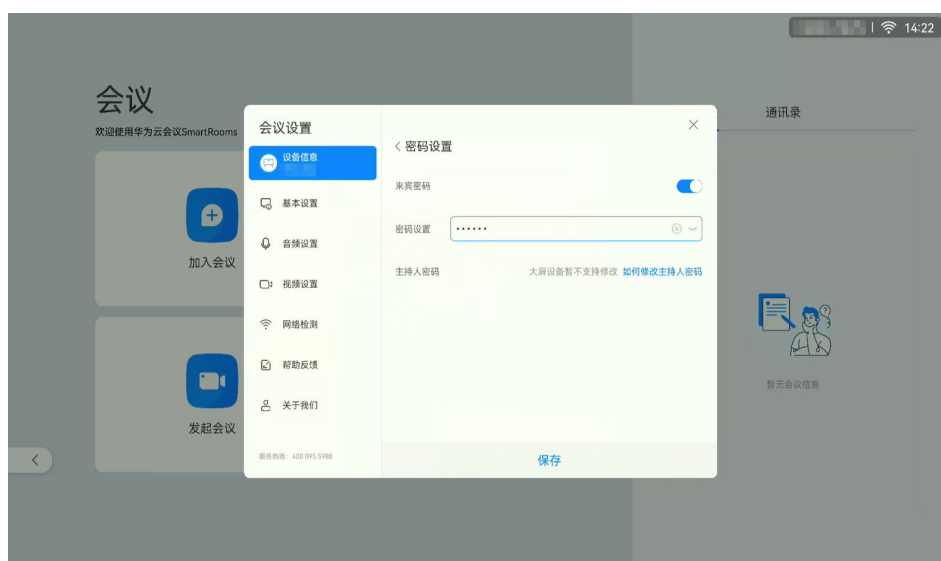 14:22
会议
欢迎使用华为云会议SmartRooms
加入会议
发起会议
会议设置
设备信息
基本设置
音频设置
视频设置
网络检测
帮助反馈
关于我们
服务热线: 400 095 5988
密码设置
来宾密码
密码设置 ••••••
主持人密码 大屏设备暂不支持修改 如何修改主持人密码
保存
通讯录
暂无会议信息